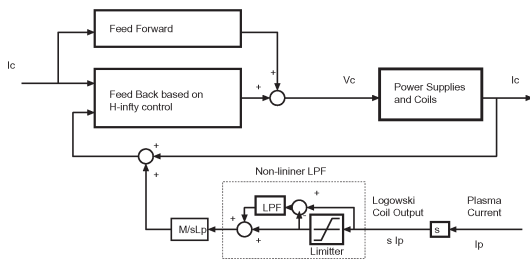 Feed Forward
Ic
+
Feed Back based on
H-infty control
+
Vc
Power Supplies
and Coils
Ic
+
+
Non-lininer LPF
+
LPF
-
+
+
M/sLp
Limitter
Logowski
Coil Output
s Ip
s
Plasma
Current
Ip